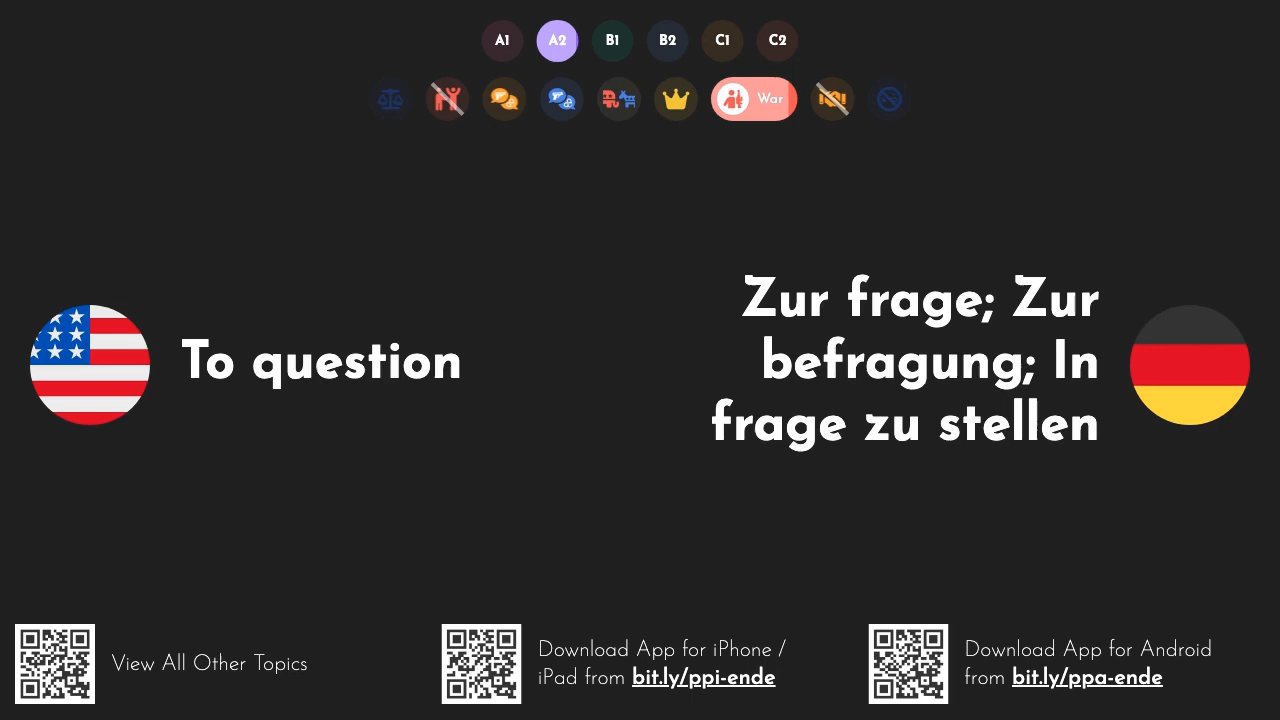 A1 A2 B1 B2 C1 C2
War
To question
Zur frage; Zur
befragung; In
frage zu stellen
View All Other Topics
Download App for iPhone /
iPad from bit.ly/ppi-ende
Download App for Android
from bit.ly/ppa-ende